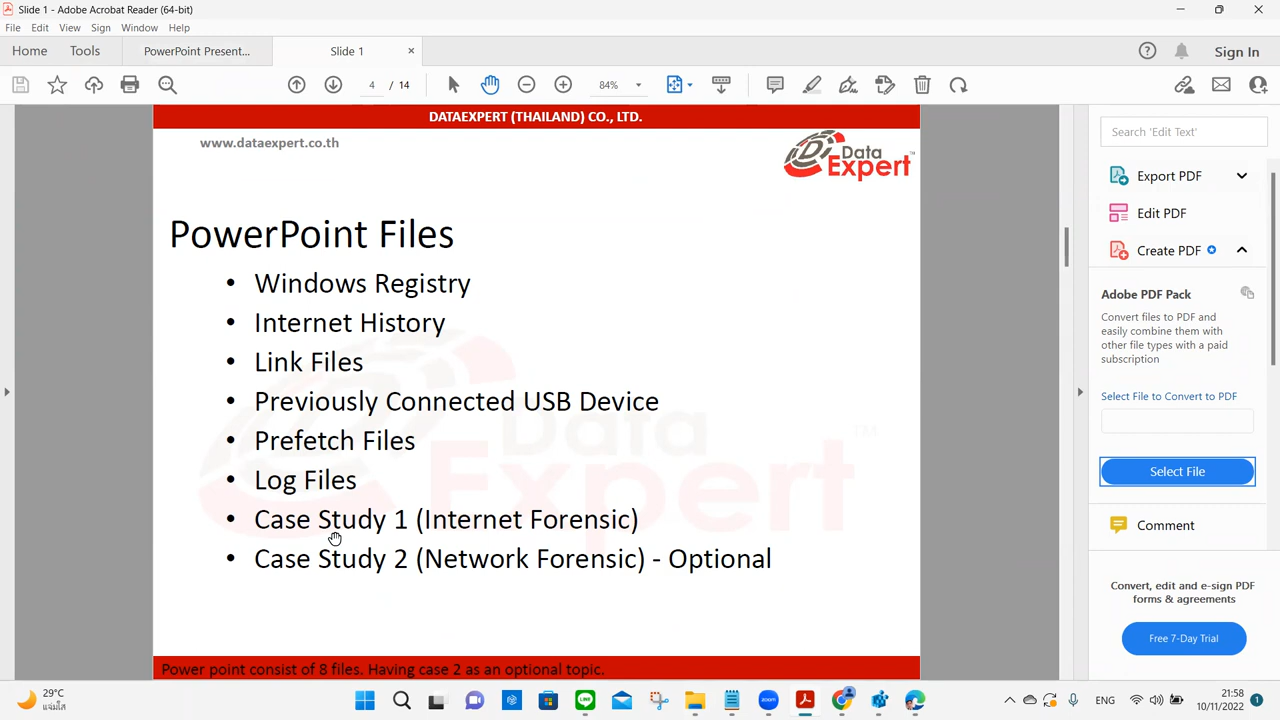 Slide 1 - Adobe Acrobat Reader (64-bit)
File Edit View Sign Window Help
Home Tools PowerPoint Present... Slide 1 × Sign In
4 / 14 84%
DATAEXPERT (THAILAND) CO., LTD.
www.dataexpert.co.th
Data
Expert™
PowerPoint Files
• Windows Registry
• Internet History
• Link Files
• Previously Connected USB Device
• Prefetch Files
• Log Files
• Case Study 1 (Internet Forensic)
• Case Study 2 (Network Forensic) - Optional
Data
Expert™
Power point consist of 8 files. Having case 2 as an optional topic.
Search 'Edit Text'
Export PDF
Edit PDF
Create PDF
Adobe PDF Pack
Convert files to PDF and
easily combine them with
other file types with a paid
subscription
Select File to Convert to PDF
Select File
Comment
Convert, edit and e-sign PDF
forms & agreements
Free 7-Day Trial
29°C
zoom
LINE
ENG
21:58
10/11/2022
1